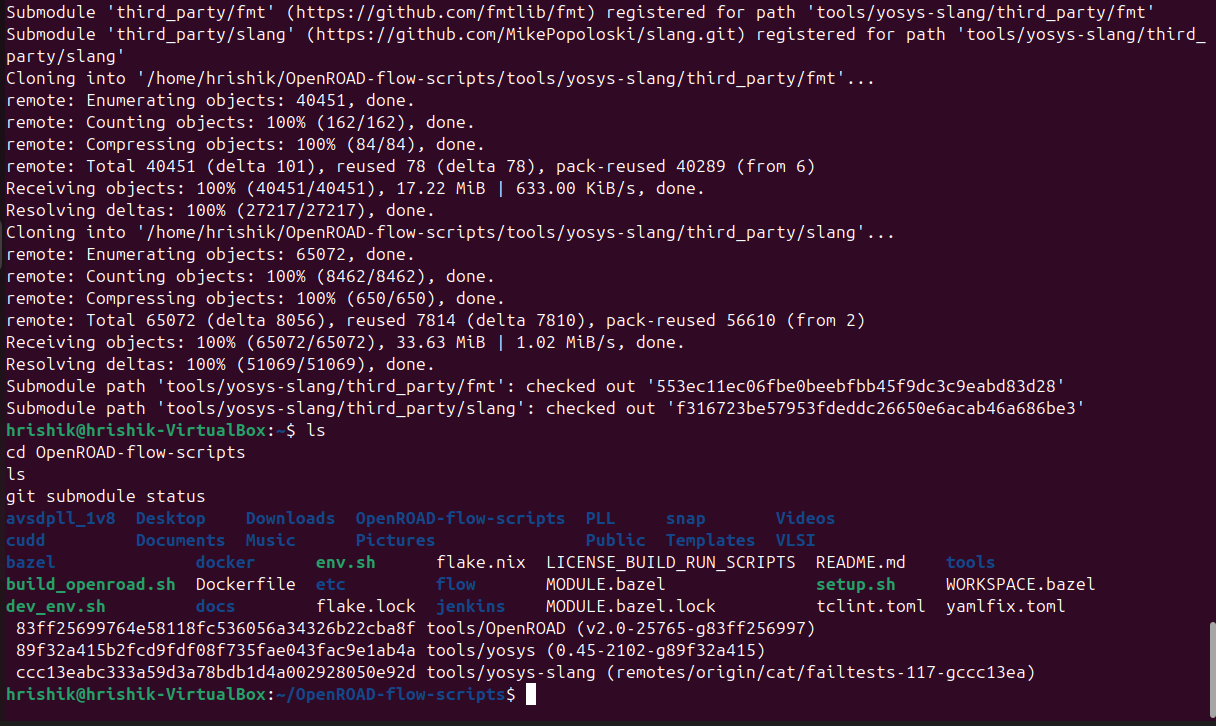 Submodule 'third_party/fmt' (https://github.com/fmtlib/fmt) registered for path 'tools/yosys-slang/third_party/fmt'
Submodule 'third_party/slang' (https://github.com/MikePopoloski/slang.git) registered for path 'tools/yosys-slang/third_
party/slang'
Cloning into '/home/hrishik/OpenROAD-flow-scripts/tools/yosys-slang/third_party/fmt'...
remote: Enumerating objects: 40451, done.
remote: Counting objects: 100% (162/162), done.
remote: Compressing objects: 100% (84/84), done.
remote: Total 40451 (delta 101), reused 78 (delta 78), pack-reused 40289 (from 6)
Receiving objects: 100% (40451/40451), 17.22 MiB | 633.00 KiB/s, done.
Resolving deltas: 100% (27217/27217), done.
Cloning into '/home/hrishik/OpenROAD-flow-scripts/tools/yosys-slang/third_party/slang'...
remote: Enumerating objects: 65072, done.
remote: Counting objects: 100% (8462/8462), done.
remote: Compressing objects: 100% (650/650), done.
remote: Total 65072 (delta 8056), reused 7814 (delta 7810), pack-reused 56610 (from 2)
Receiving objects: 100% (65072/65072), 33.63 MiB | 1.02 MiB/s, done.
Resolving deltas: 100% (51069/51069), done.
Submodule path 'tools/yosys-slang/third_party/fmt': checked out '553ec11ec06fbe0beebfbb45f9dc3c9eabd83d28'
Submodule path 'tools/yosys-slang/third_party/slang': checked out 'f316723be57953fdeddc26650e6acab46a686be3'
hrishik@hrishik-VirtualBox:~$ ls
cd OpenROAD-flow-scripts
ls
git submodule status
avsdpll_1v8  Desktop    Downloads  OpenROAD-flow-scripts  PLL     snap       Videos
cudd         Documents  Music      Pictures               Public  Templates  VLSI
bazel              docker      env.sh      flake.nix  LICENSE_BUILD_RUN_SCRIPTS  README.md    tools
build_openroad.sh  Dockerfile  etc         flow       MODULE.bazel               setup.sh     WORKSPACE.bazel
dev_env.sh         docs        flake.lock  jenkins    MODULE.bazel.lock          tclint.toml  yamlfix.toml
 83ff25699764e58118fc536056a34326b22cba8f tools/OpenROAD (v2.0-25765-g83ff256997)
 89f32a415b2fcd9fdf08f735fae043fac9e1ab4a tools/yosys (0.45-2102-g89f32a415)
 ccc13eabc333a59d3a78bdb1d4a002928050e92d tools/yosys-slang (remotes/origin/cat/failtests-117-gccc13ea)
hrishik@hrishik-VirtualBox:~/OpenROAD-flow-scripts$